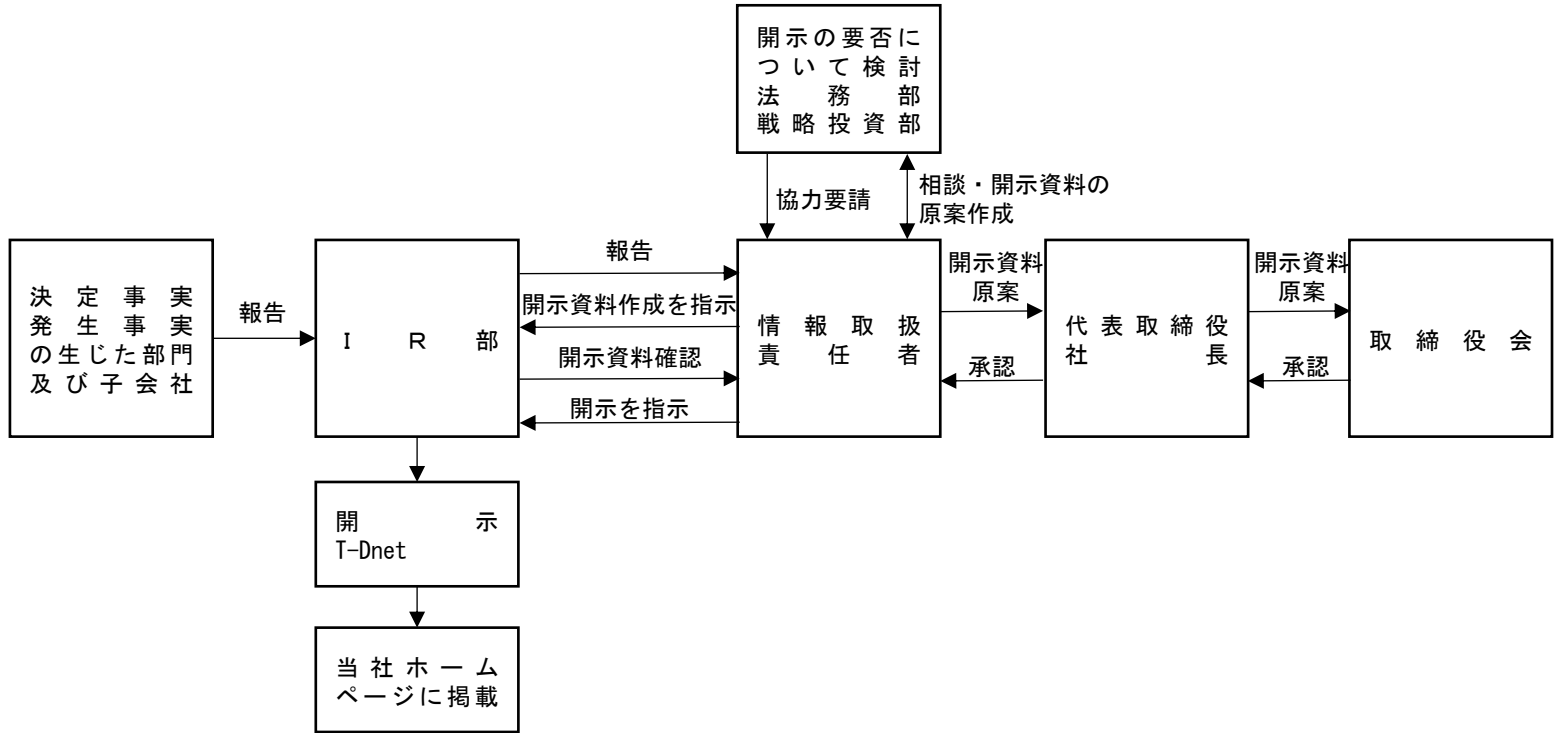 開示の要否に
ついて検討
法務部
戦略投資部
協力要請
相談・開示資料の
原案作成
決定事実
発生事実
の生じた部門
及び子会社
報告
ＩＲ部
報告
開示資料作成を指示
開示資料確認
開示を指示
情報取扱
責任者
開示資料
原案
承認
代表取締役
社長
開示資料
原案
承認
取締役会
開示
T-Dnet
当社ホーム
ページに掲載